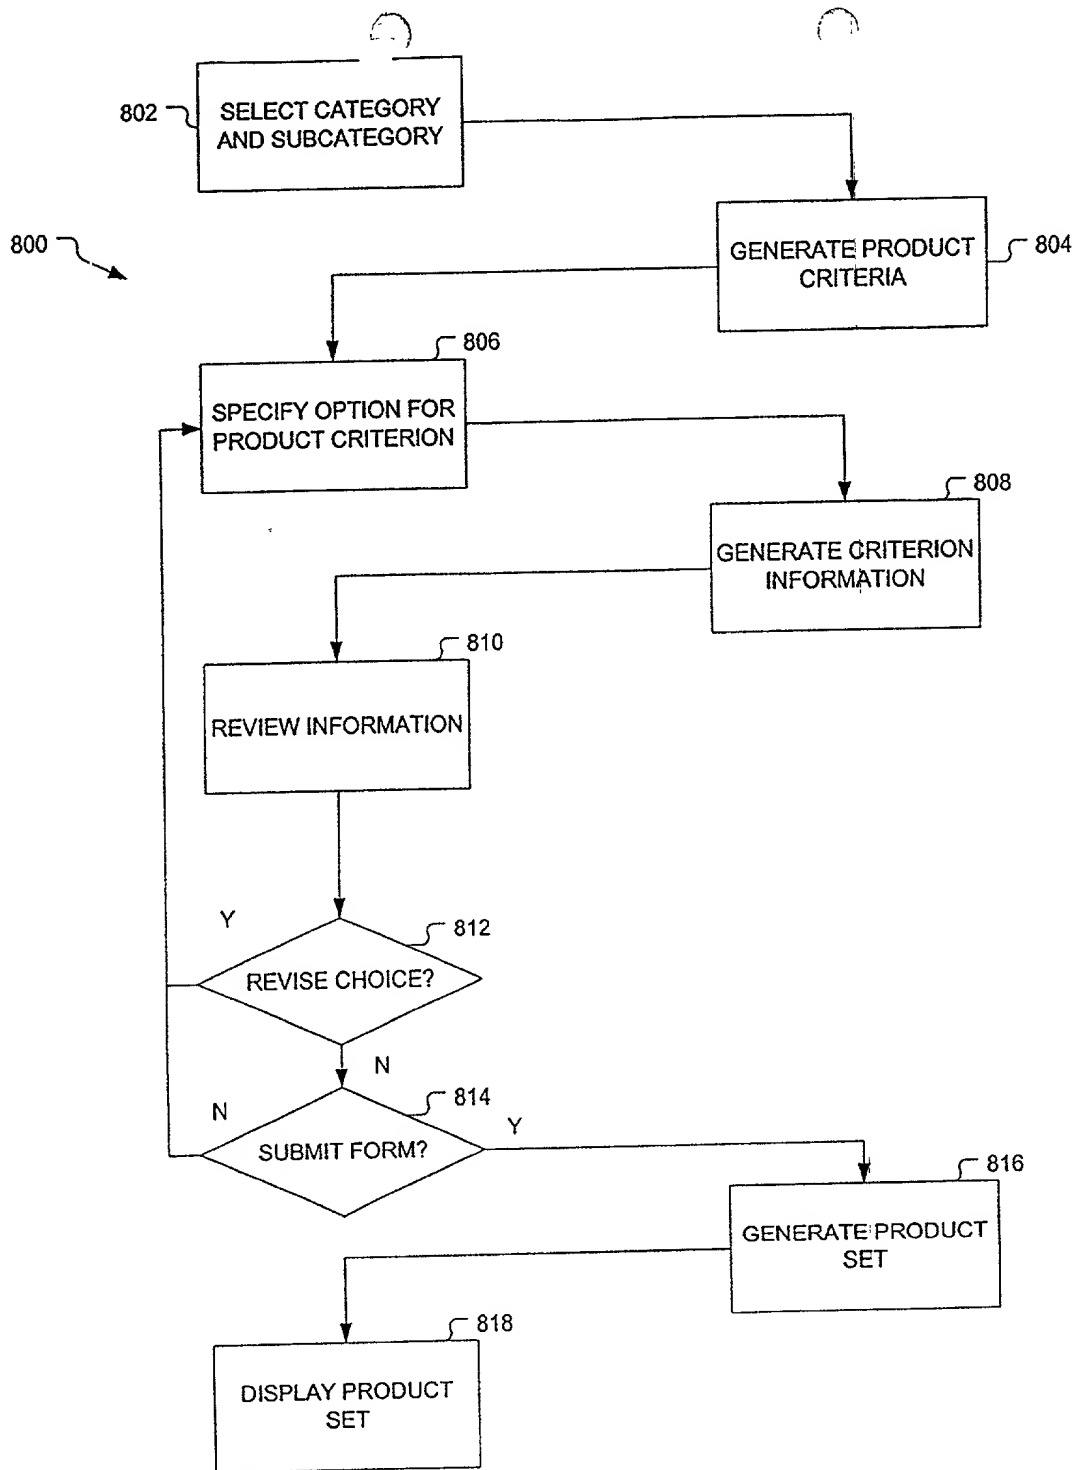 802
SELECT CATEGORY
AND SUBCATEGORY
800
GENERATE PRODUCT
CRITERIA
804
806
SPECIFY OPTION FOR
PRODUCT CRITERION
808
GENERATE CRITERION
INFORMATION
810
REVIEW INFORMATION
Y
812
REVISE CHOICE?
N
N
814
Y
SUBMIT FORM?
816
GENERATE PRODUCT
SET
818
DISPLAY PRODUCT
SET